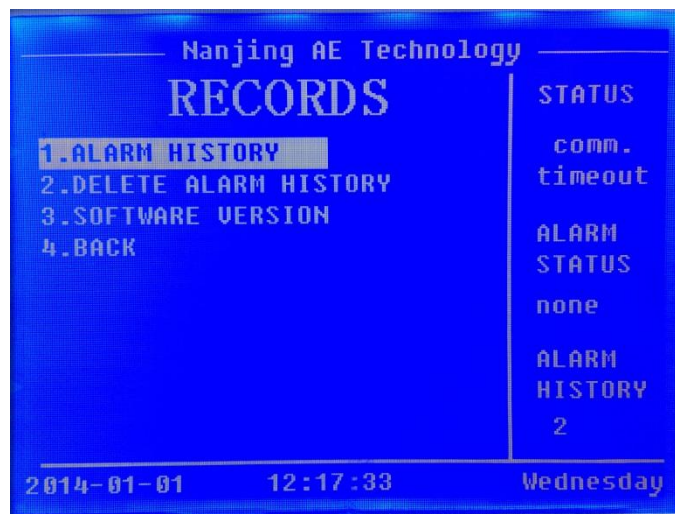 Nanjing AE Technology
RECORDS
1.ALARM HISTORY
2.DELETE ALARM HISTORY
3.SOFTWARE VERSION
4.BACK
STATUS
comm.
timeout
ALARM
STATUS
none
ALARM
HISTORY
2
2014-01-01 12:17:33 Wednesday